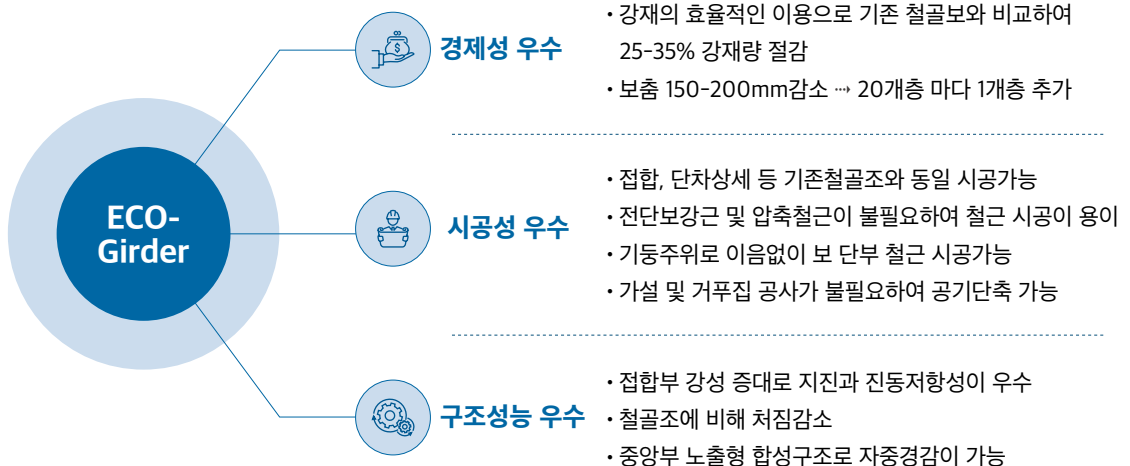 ECO-
Girder
경제성 우수
• 강재의 효율적인 이용으로 기존 철골보와 비교하여
25-35% 강재량 절감
• 보춤 150-200mm감소 ⇢ 20개층 마다 1개층 추가
시공성 우수
• 접합, 단차상세 등 기존철골조와 동일 시공가능
• 전단보강근 및 압축철근이 불필요하여 철근 시공이 용이
• 기둥주위로 이음없이 보 단부 철근 시공가능
• 가설 및 거푸집 공사가 불필요하여 공기단축 가능
구조성능 우수
• 접합부 강성 증대로 지진과 진동저항성이 우수
• 철골조에 비해 처짐감소
• 중앙부 노출형 합성구조로 자중경감이 가능